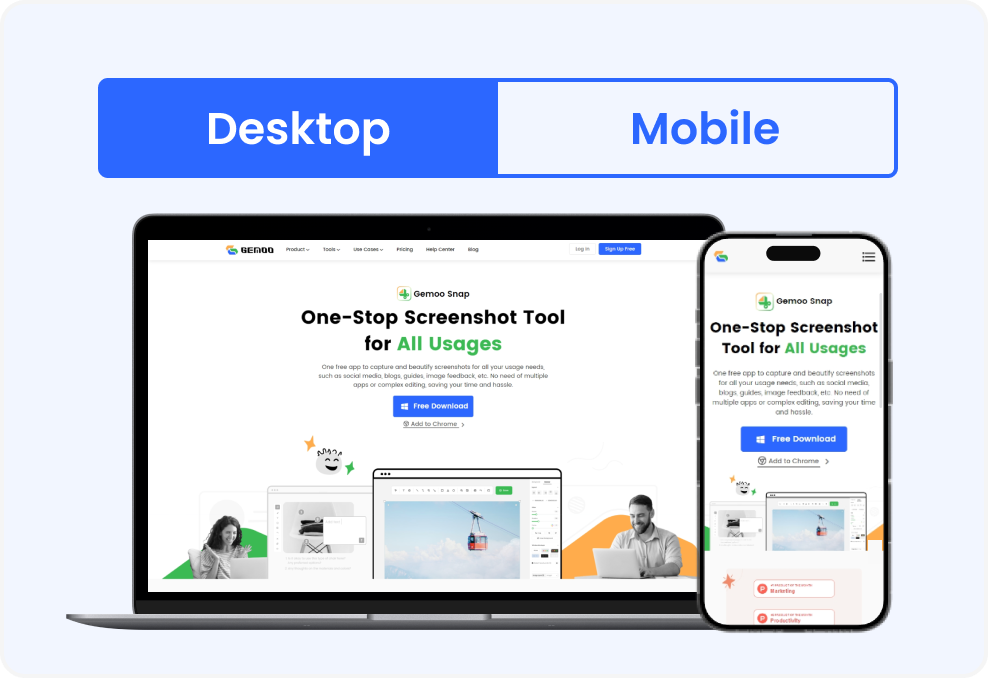 Desktop
Mobile
GEMOO Product Tools Use Cases Pricing Help Center Blog Log In Sign Up Free
Gemoo Snap
One-Stop Screenshot Tool
for All Usages
One free app to capture and beautify screenshots for all your usage needs,
such as social media, blogs, guides, image feedback, etc. No need of multiple
apps or complex editing, saving your time and hassle.
Free Download
Add to Chrome
Gemoo Snap
One-Stop Screenshot
Tool for All Usages
One free app to capture and beautify screenshots
for all your usage needs, such as social media,
blogs, guides, image feedback, etc. No need of
multiple apps or complex editing, saving your time
and hassle.
Free Download
Add to Chrome
Marketing
Productivity